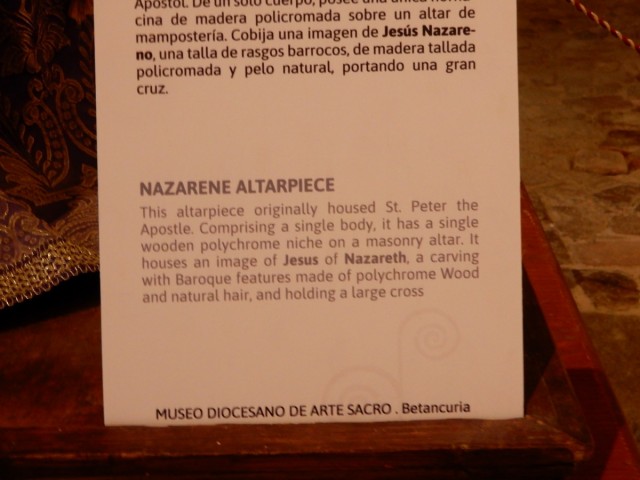 Apóstol. De un solo cuerpo, posee una única horna-
cina de madera policromada sobre un altar de
mampostería. Cobija una imagen de Jesús Nazare-
no, una talla de rasgos barrocos, de madera tallada
policromada y pelo natural, portando una gran
cruz.
NAZARENE ALTARPIECE
This altarpiece originally housed St. Peter the
Apostle. Comprising a single body, it has a single
wooden polychrome niche on a masonry altar. It
houses an image of Jesus of Nazareth, a carving
with Baroque features made of polychrome Wood
and natural hair, and holding a large cross
MUSEO DIOCESANO DE ARTE SACRO . Betancuria